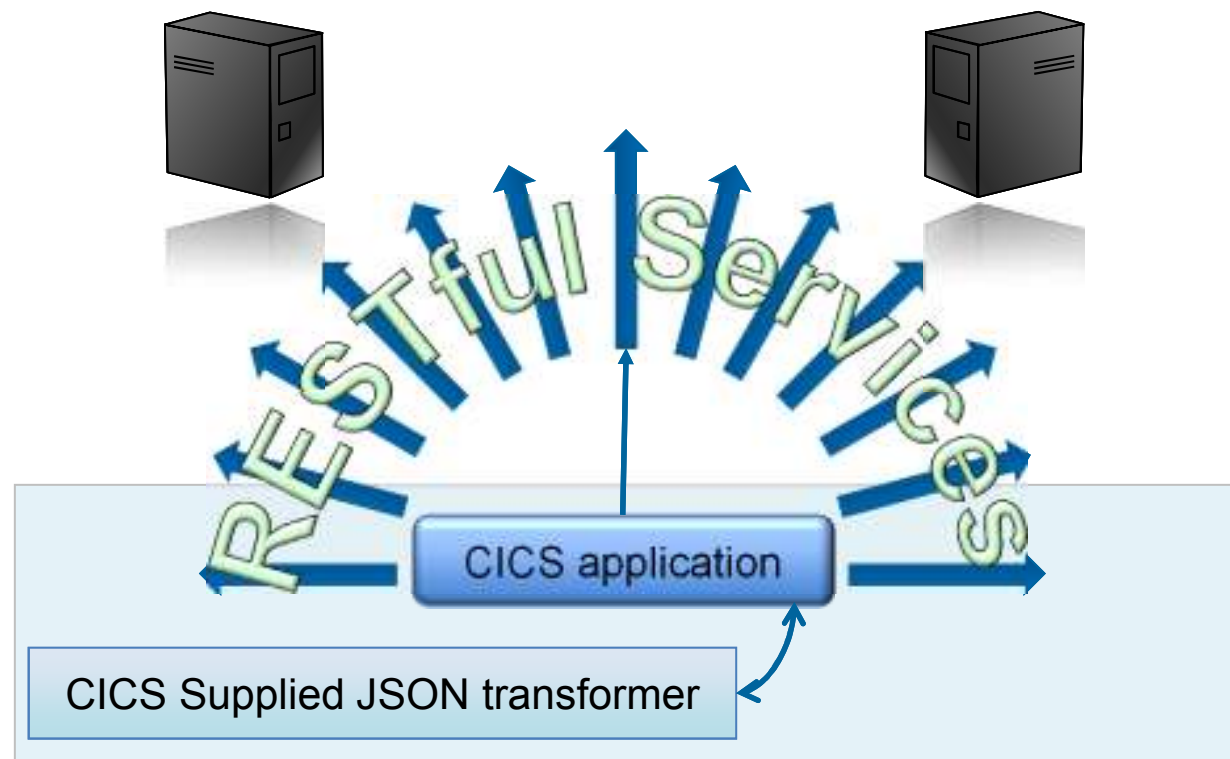 RESTful Services
CICS application
CICS Supplied JSON transformer